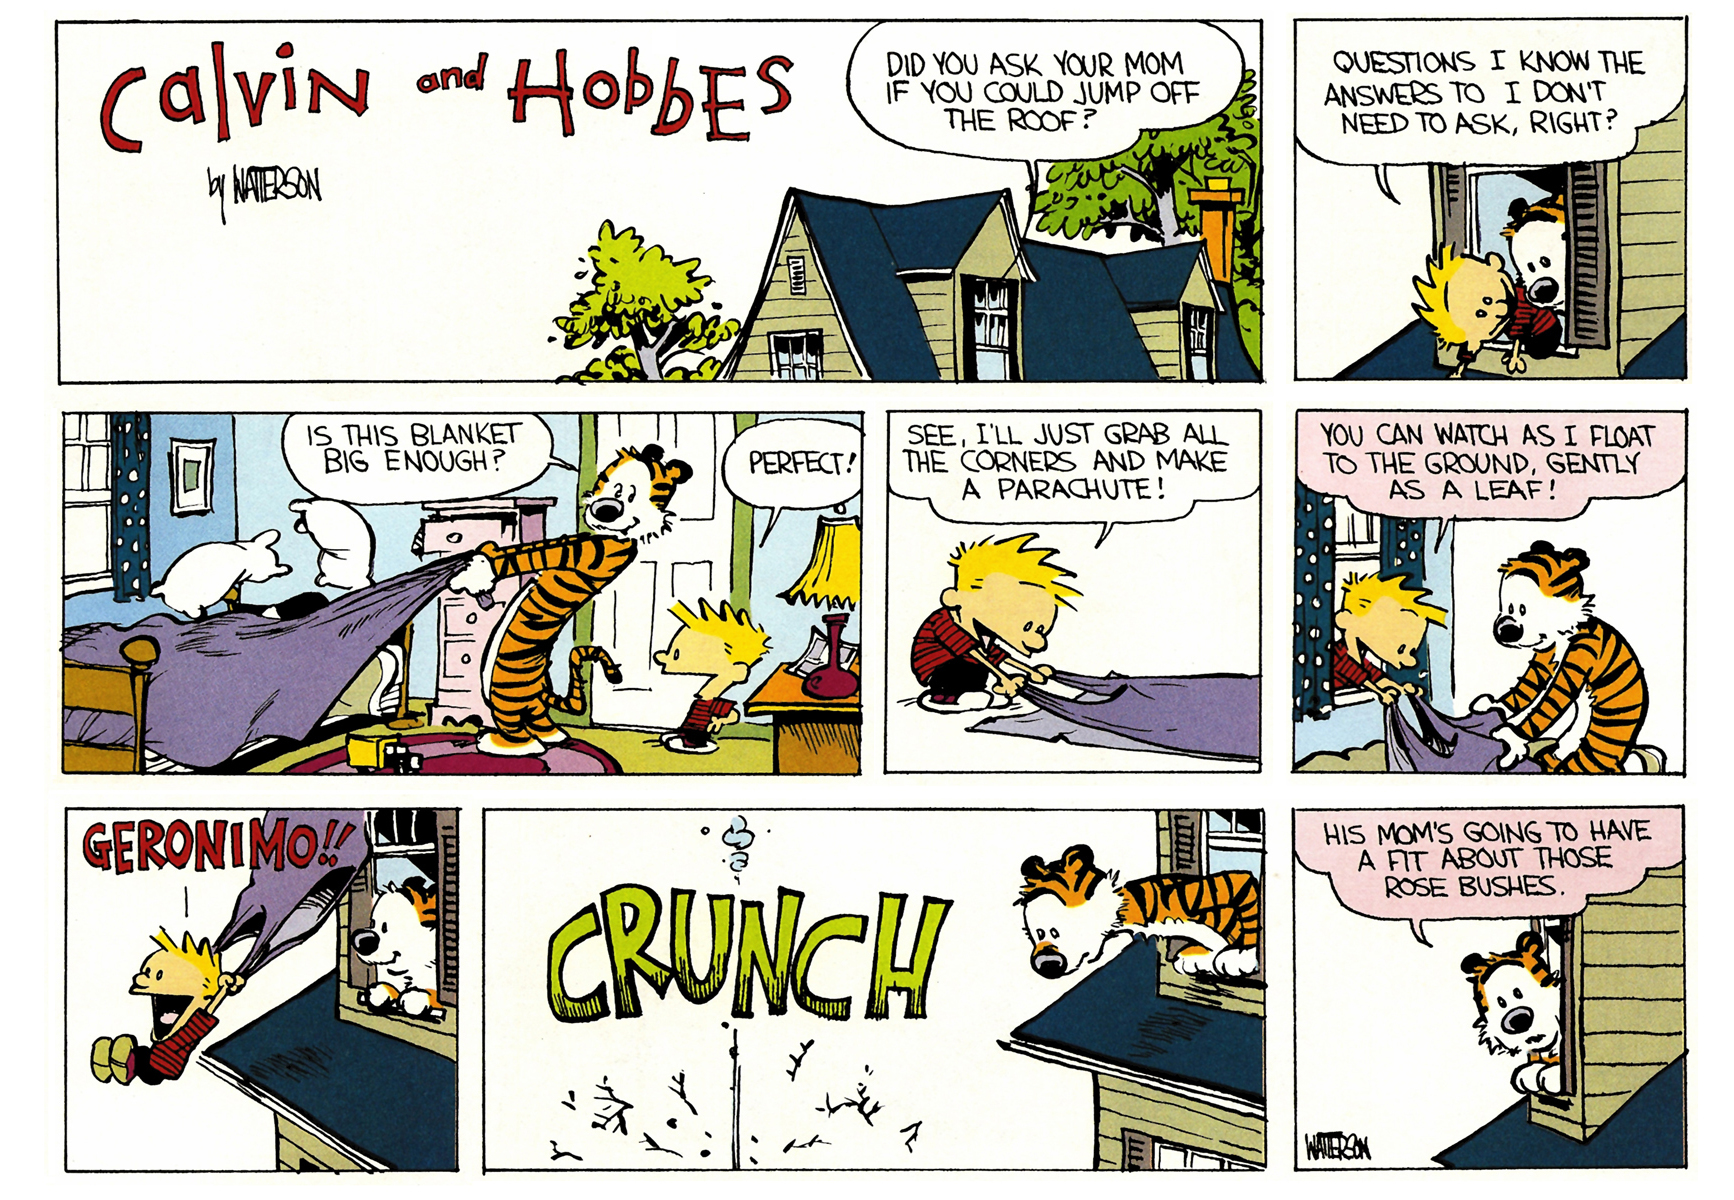 Calvin and HobbEs
by WATTERSON
DID YOU ASK YOUR MOM
IF YOU COULD JUMP OFF
THE ROOF?
QUESTIONS I KNOW THE
ANSWERS TO I DON'T
NEED TO ASK, RIGHT?
IS THIS BLANKET
BIG ENOUGH?
PERFECT!
SEE, I'LL JUST GRAB ALL
THE CORNERS AND MAKE
A PARACHUTE!
YOU CAN WATCH AS I FLOAT
TO THE GROUND, GENTLY
AS A LEAF!
GERONIMO!!
CRUNCH
HIS MOM'S GOING TO HAVE
A FIT ABOUT THOSE
ROSE BUSHES.
WATTERSON